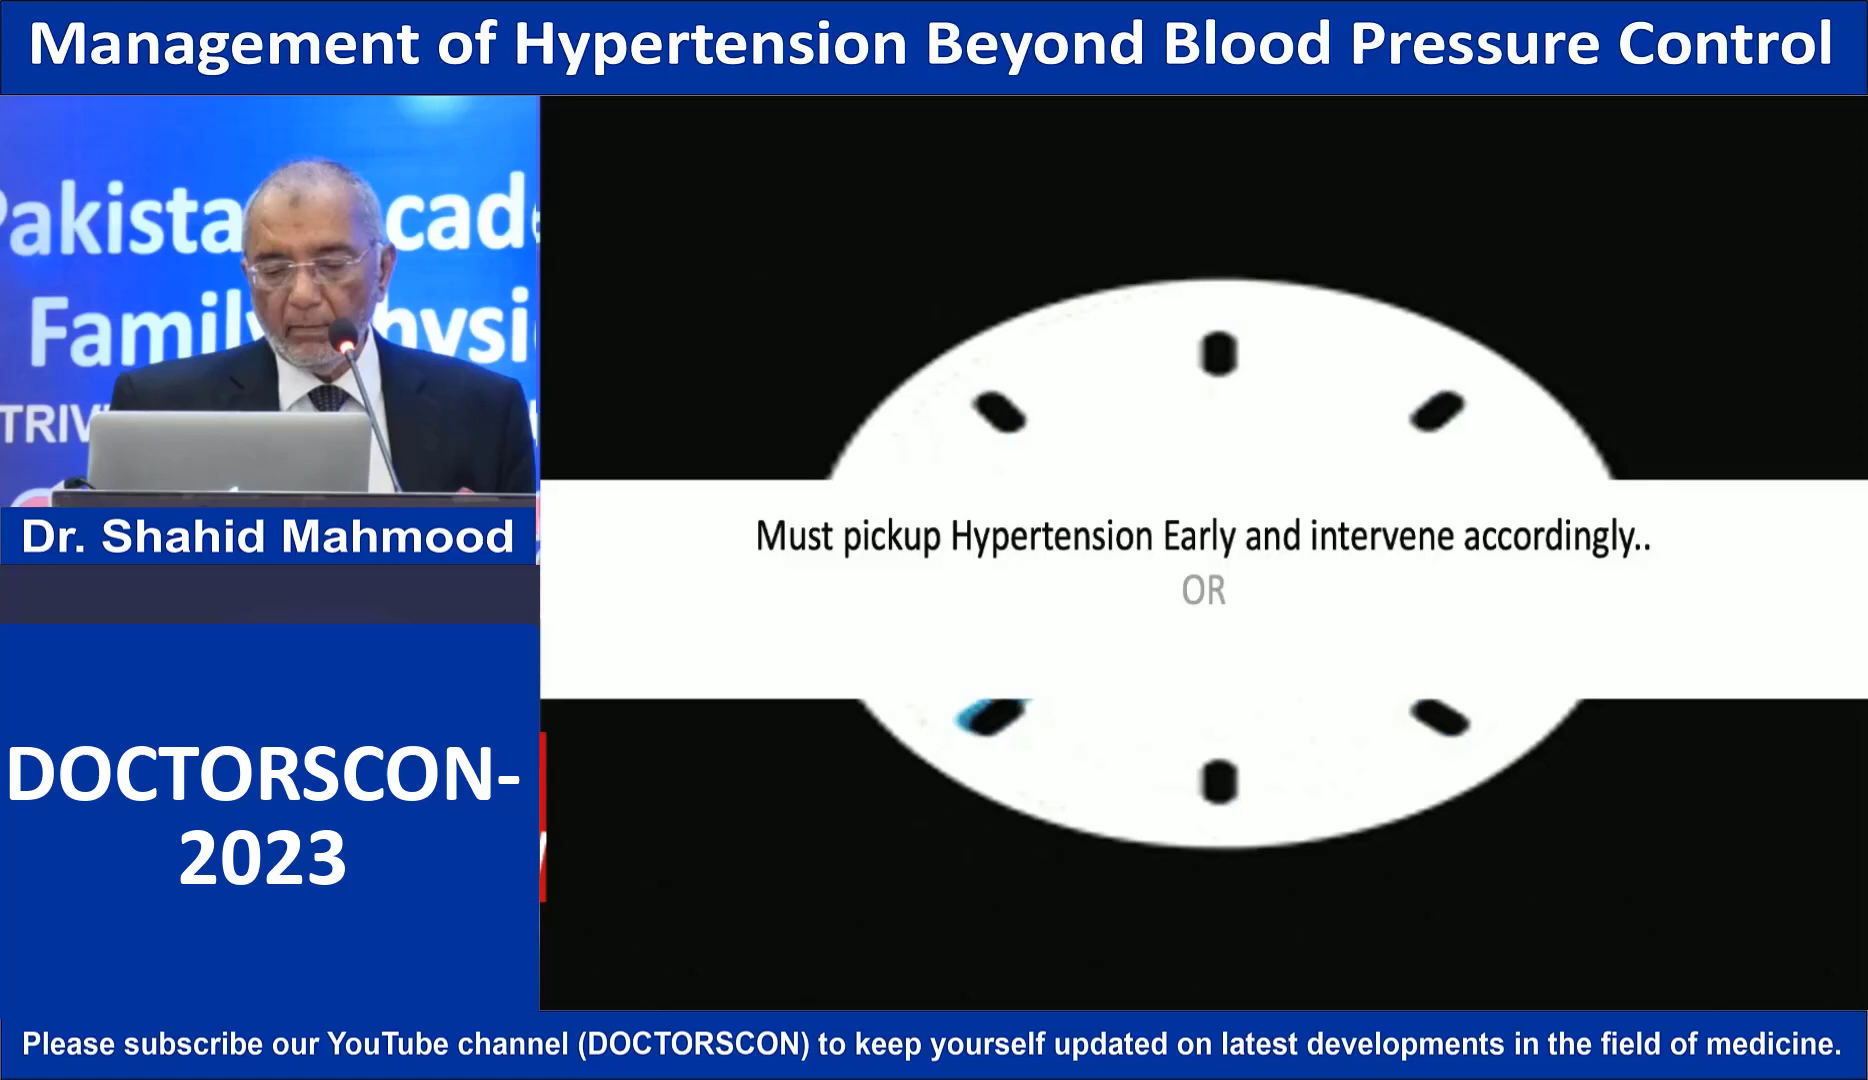 Management of Hypertension Beyond Blood Pressure Control
Family
Dr. Shahid Mahmood
Must pickup Hypertension Early and intervene accordingly..
OR
DOCTORSCON-
2023
Please subscribe our YouTube channel (DOCTORSCON) to keep yourself updated on latest developments in the field of medicine.